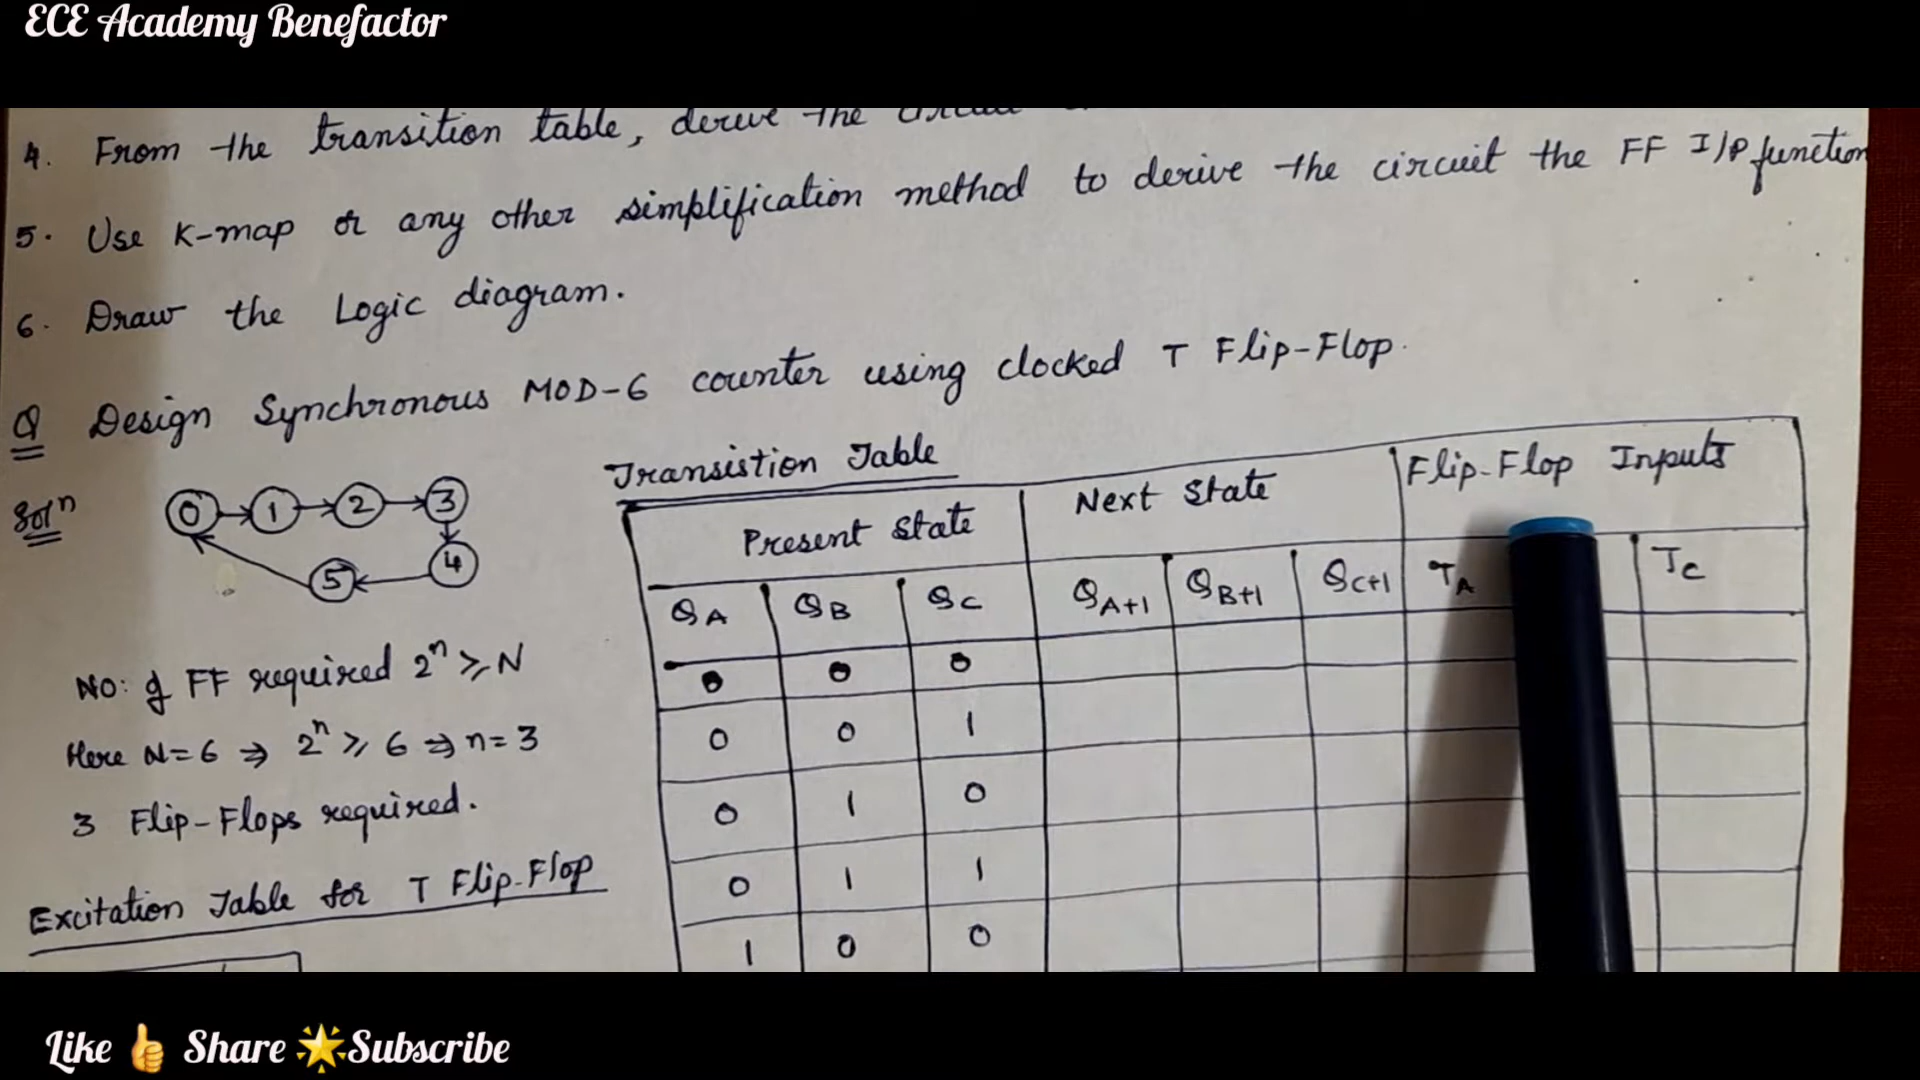 ECE Academy Benefactor
4. From the transition table, derive the circuit
5. Use K-map or any other simplification method to derive the circuit the FF I/P function
6. Draw the Logic diagram.
Q Design Synchronous MOD-6 counter using clocked T Flip-Flop.
Solⁿ
0 1 2 3
5 4
No: of FF required 2ⁿ ≥ N
Here N=6 ⇒ 2ⁿ ≥ 6 ⇒ n=3
3 Flip-Flops required.
Excitation Table for T Flip-Flop
Transistion Table
Present State Next State Flip-Flop Inputs
QA QB QC QA+1 QB+1 QC+1 TA TC
0 0 0
0 0 1
0 1 0
0 1 1
1 0 0
Like 👍 Share 🌟Subscribe